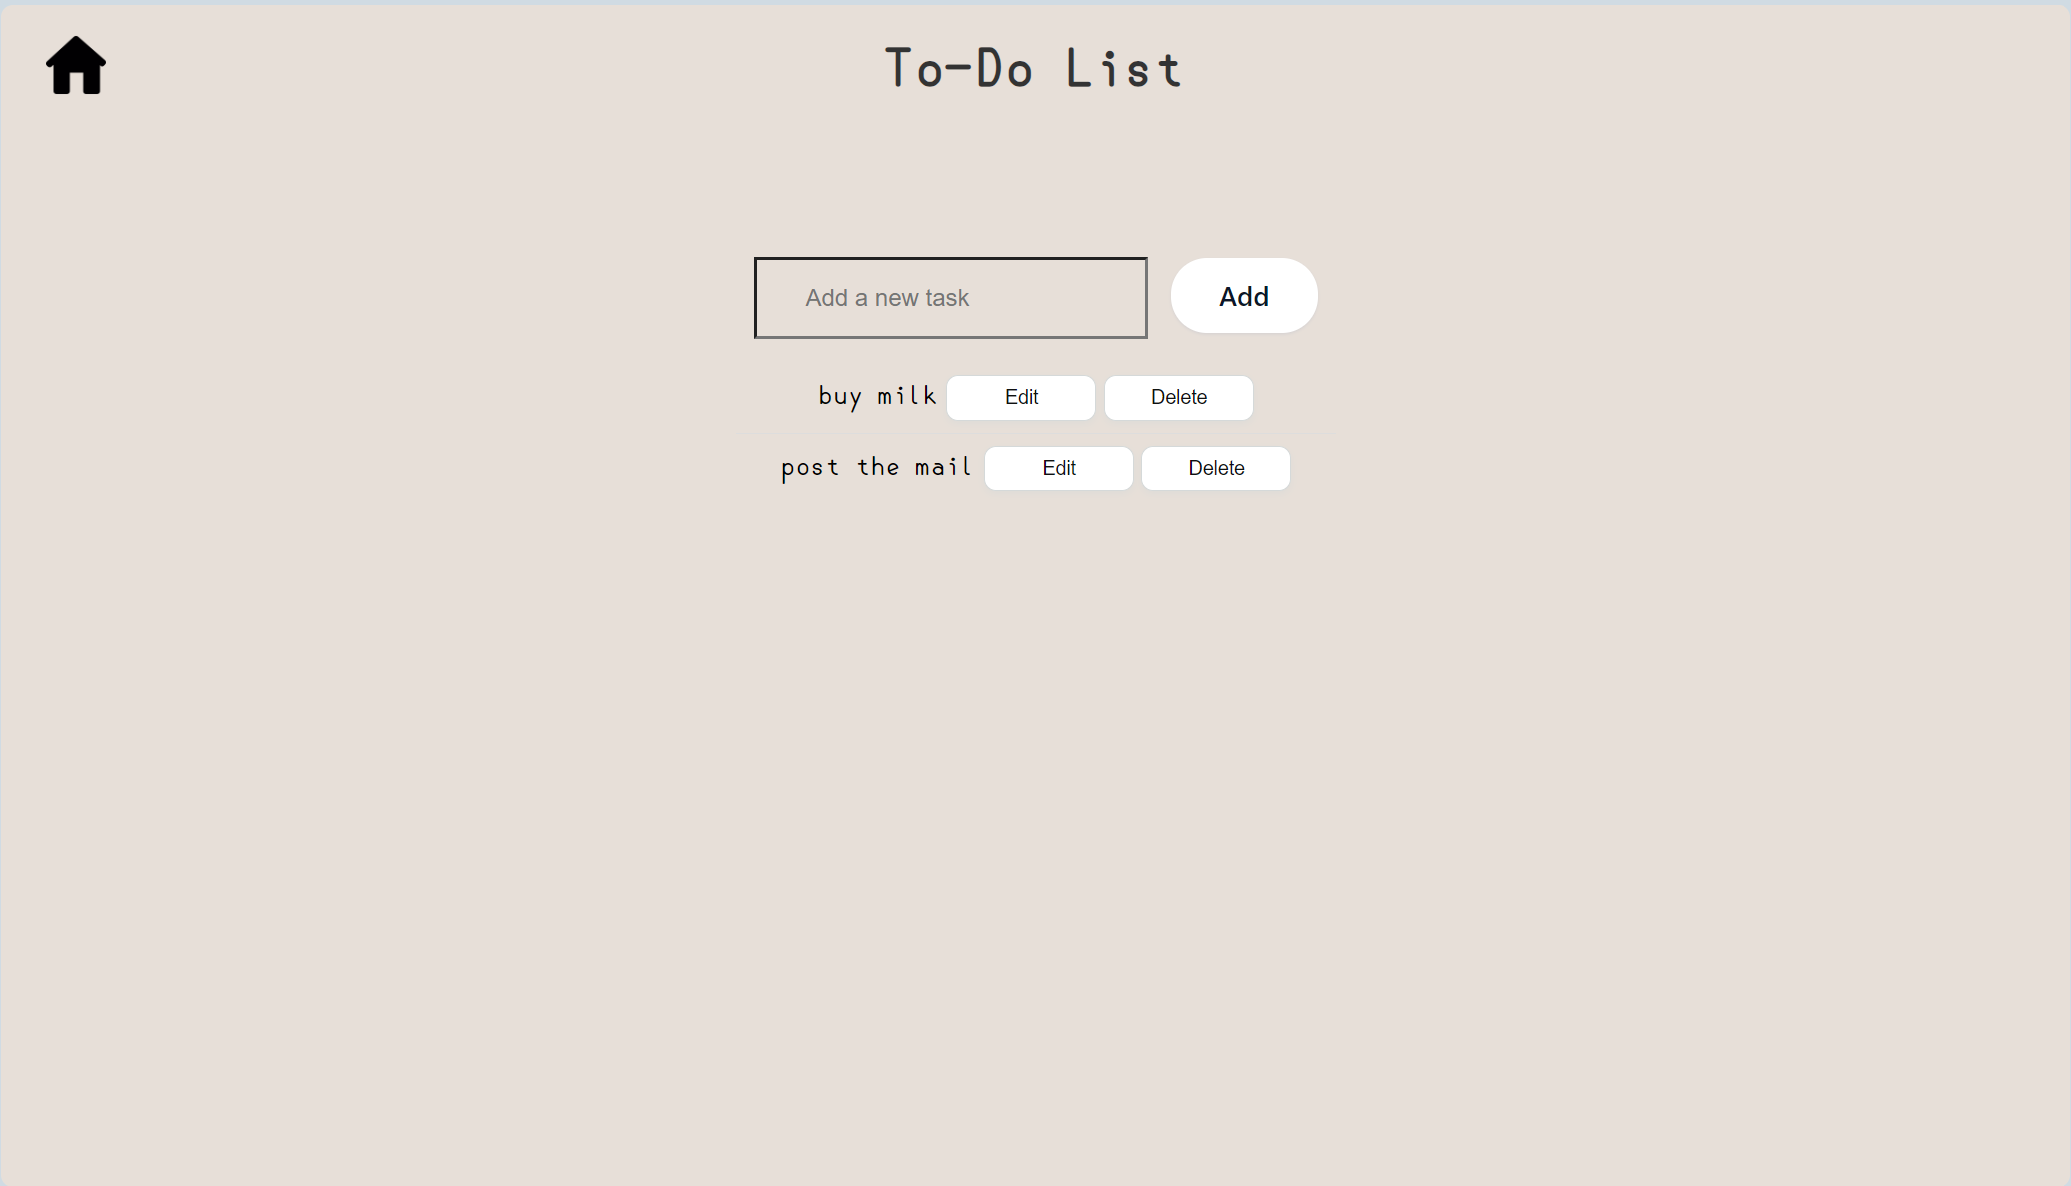 To-Do List
Add a new task Add
buy milk Edit Delete
post the mail Edit Delete